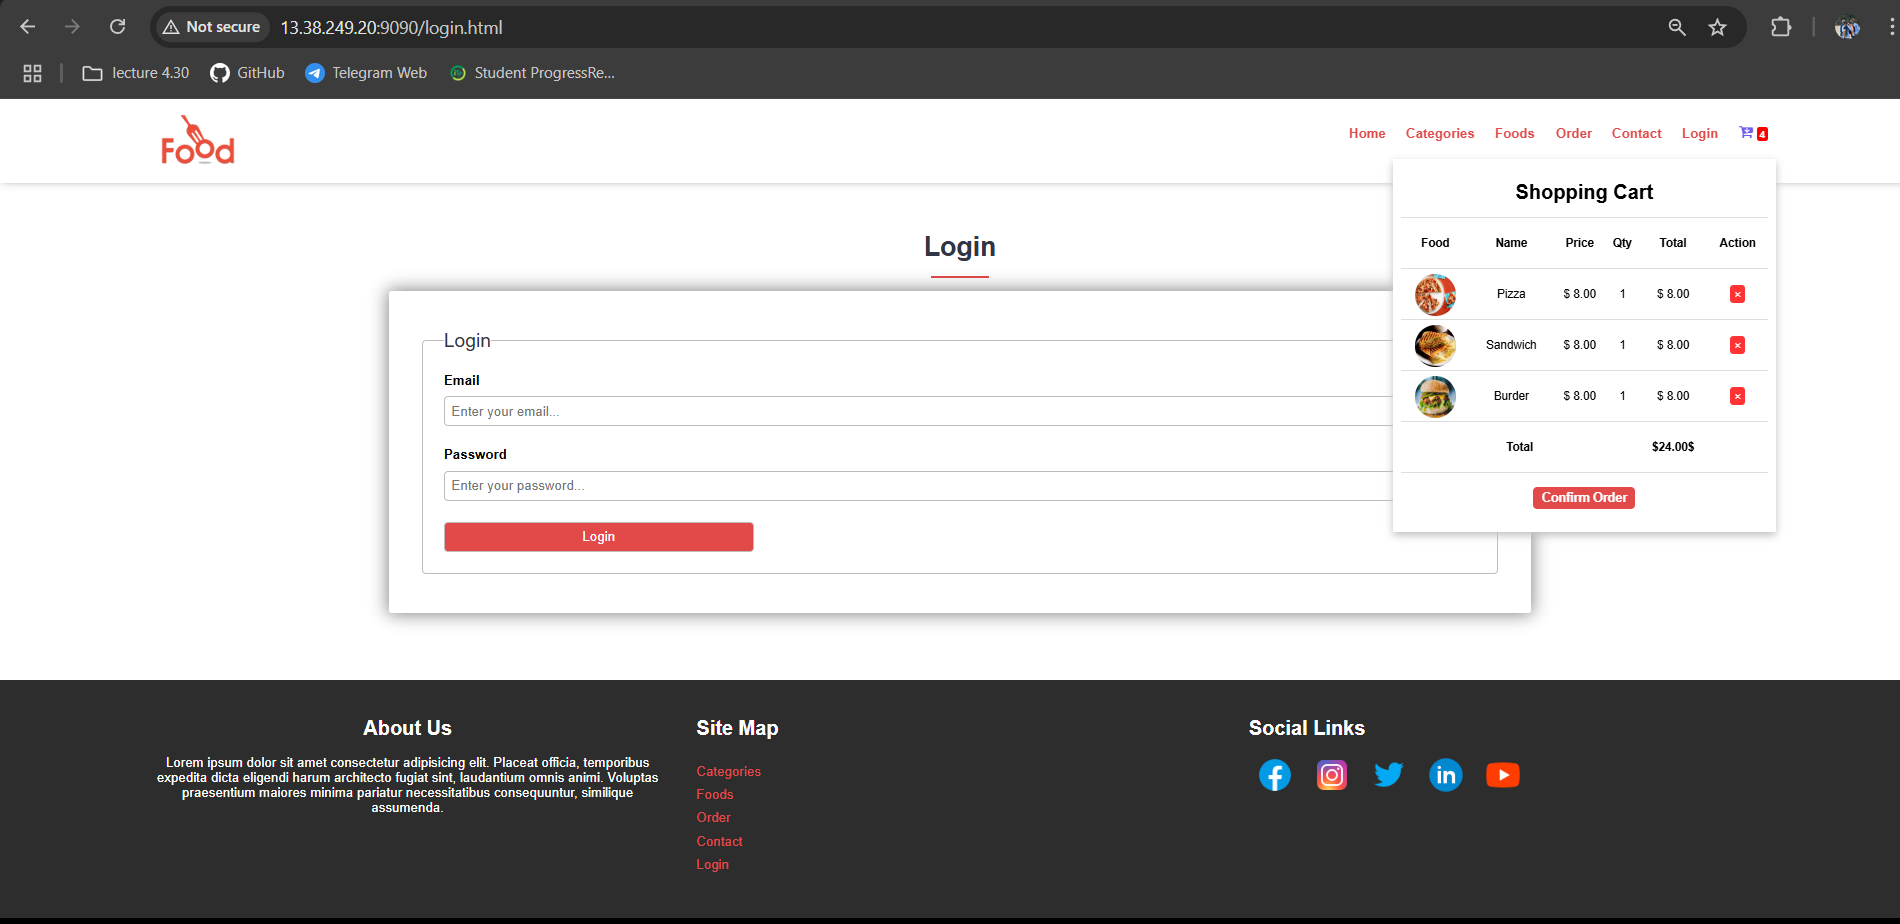 Not secure 13.38.249.20:9090/login.html
lecture 4.30 GitHub Telegram Web Student ProgressRe...
Food
Home Categories Foods Order Contact Login 4
Shopping Cart
Food Name Price Qty Total Action
Pizza $ 8.00 1 $ 8.00 ×
Sandwich $ 8.00 1 $ 8.00 ×
Burder $ 8.00 1 $ 8.00 ×
Total $24.00$
Confirm Order
Login
Login
Email
Enter your email...
Password
Enter your password...
Login
About Us
Lorem ipsum dolor sit amet consectetur adipisicing elit. Placeat officia, temporibus
expedita dicta eligendi harum architecto fugiat sint, laudantium omnis animi. Voluptas
praesentium maiores minima pariatur necessitatibus consequuntur, similique
assumenda.
Site Map
Categories
Foods
Order
Contact
Login
Social Links